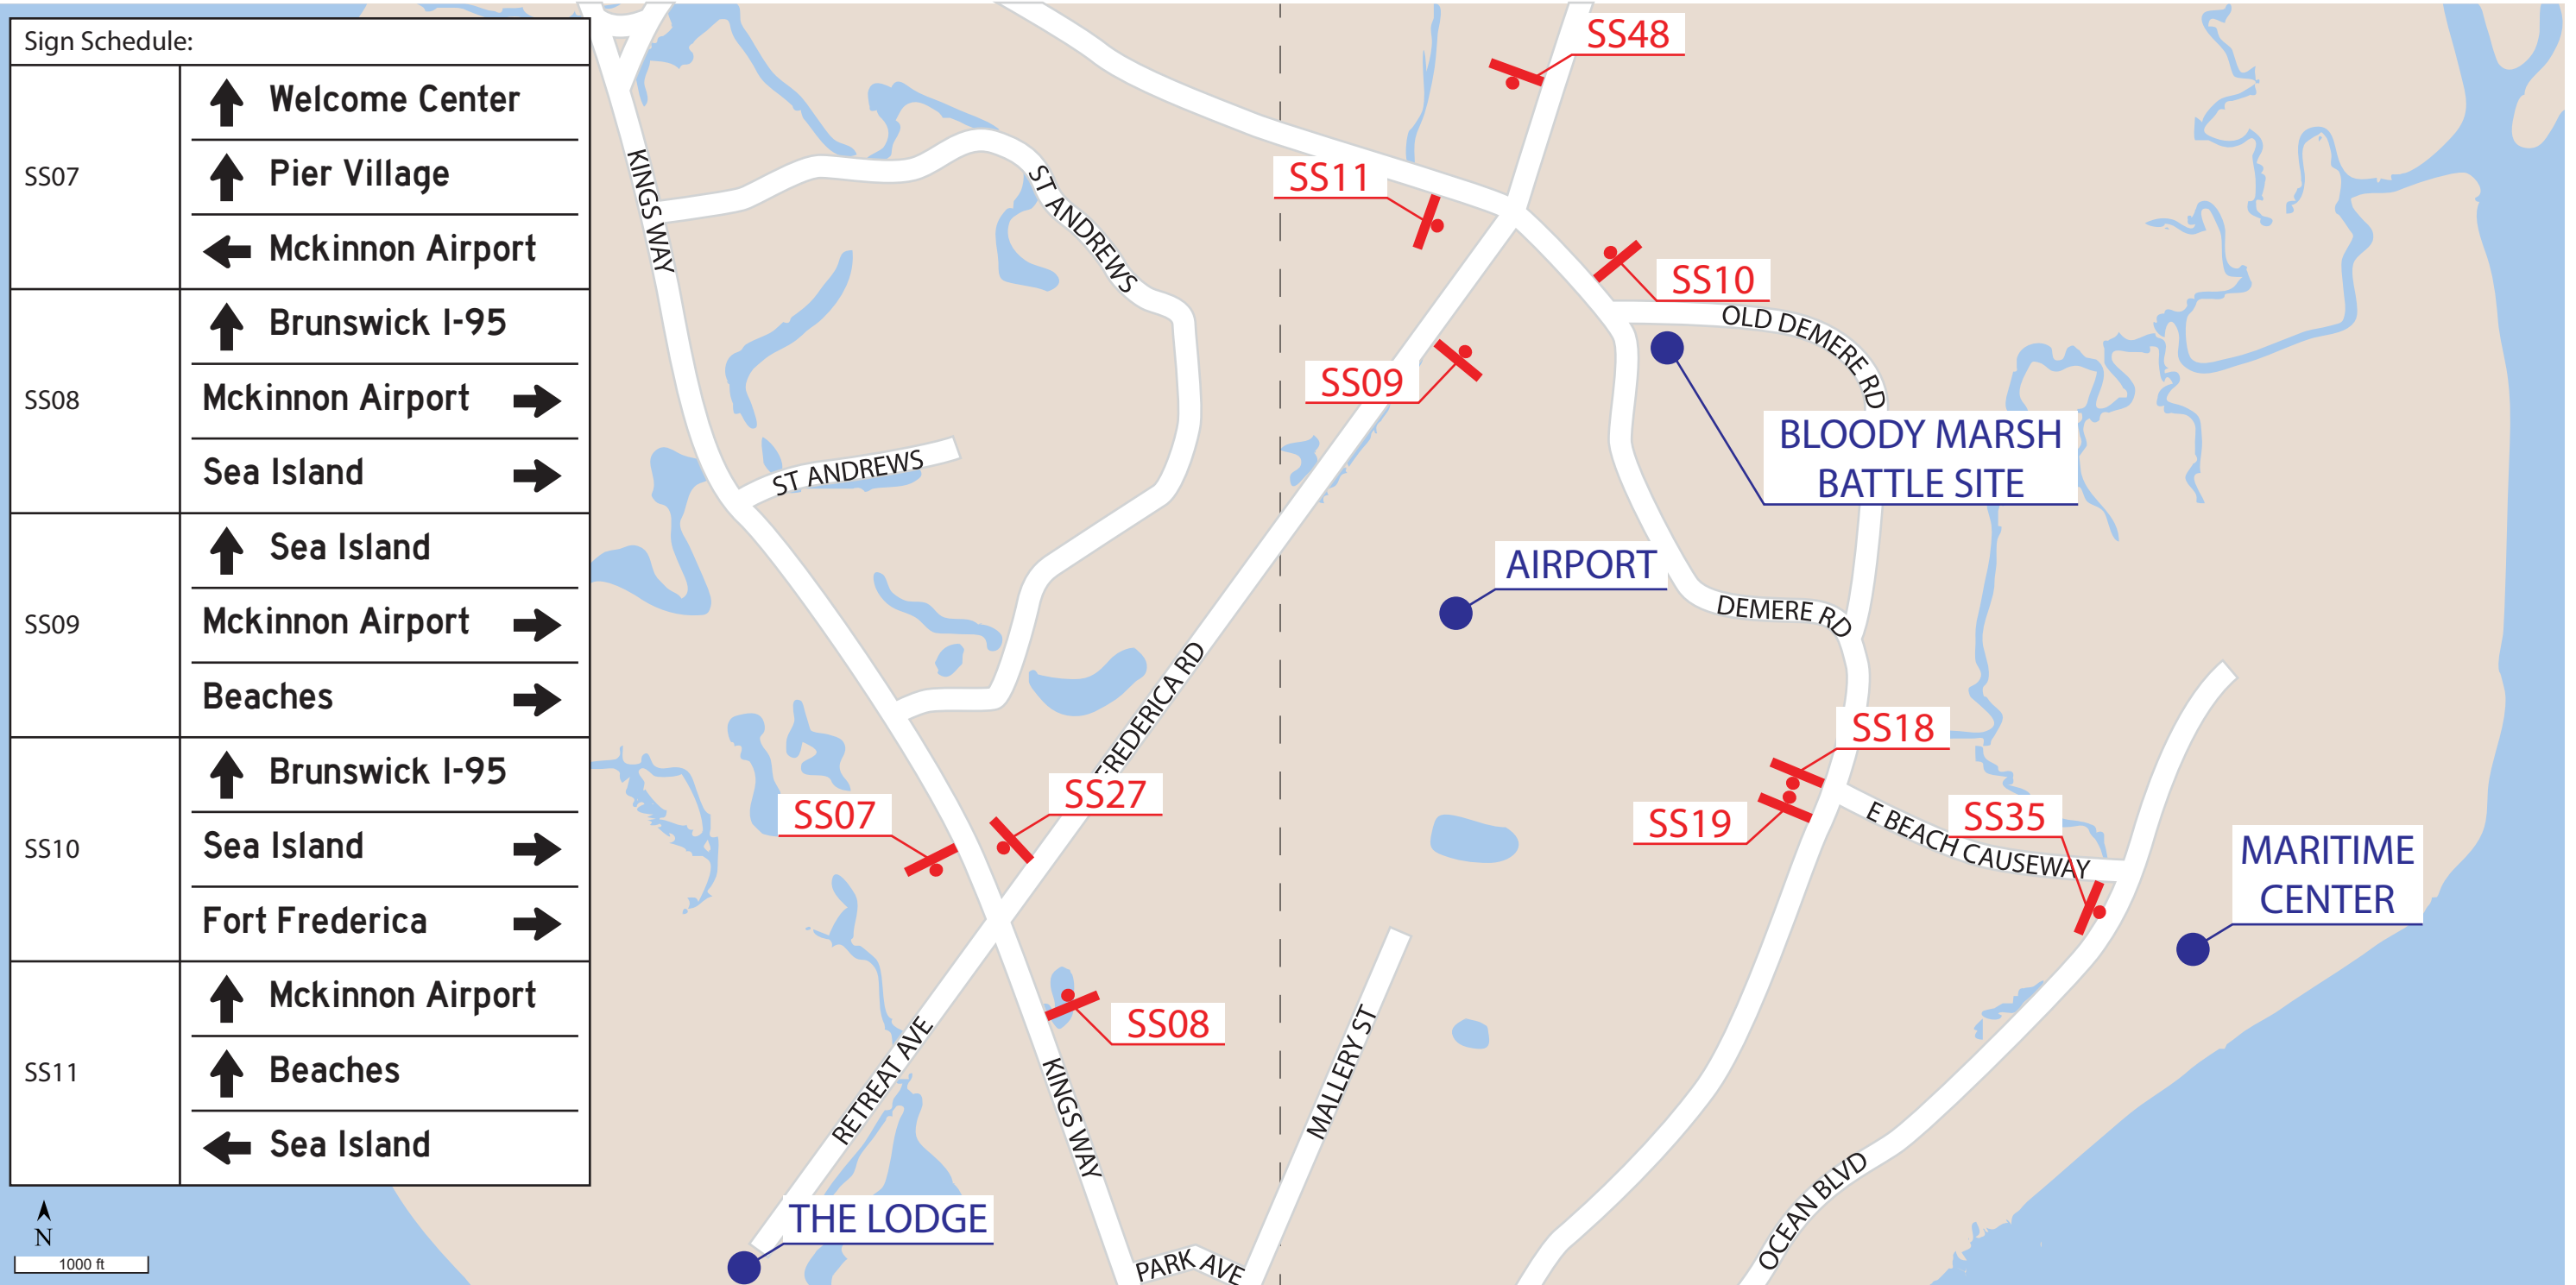 Sign Schedule:
SS07
Welcome Center
Pier Village
Mckinnon Airport
SS08
Brunswick I-95
Mckinnon Airport
Sea Island
SS09
Sea Island
Mckinnon Airport
Beaches
SS10
Brunswick I-95
Sea Island
Fort Frederica
SS11
Mckinnon Airport
Beaches
Sea Island
N
1000 ft
SS48
KINGS WAY
ST ANDREWS
SS11
SS10
OLD DEMERE RD
SS09
BLOODY MARSH
BATTLE SITE
ST ANDREWS
AIRPORT
DEMERE RD
FREDERICA RD
SS18
SS07
SS27
SS19
E BEACH CAUSEWAY
SS35
MARITIME
CENTER
SS08
RETREAT AVE
KINGS WAY
MALLERY ST
THE LODGE
PARK AVE
OCEAN BLVD